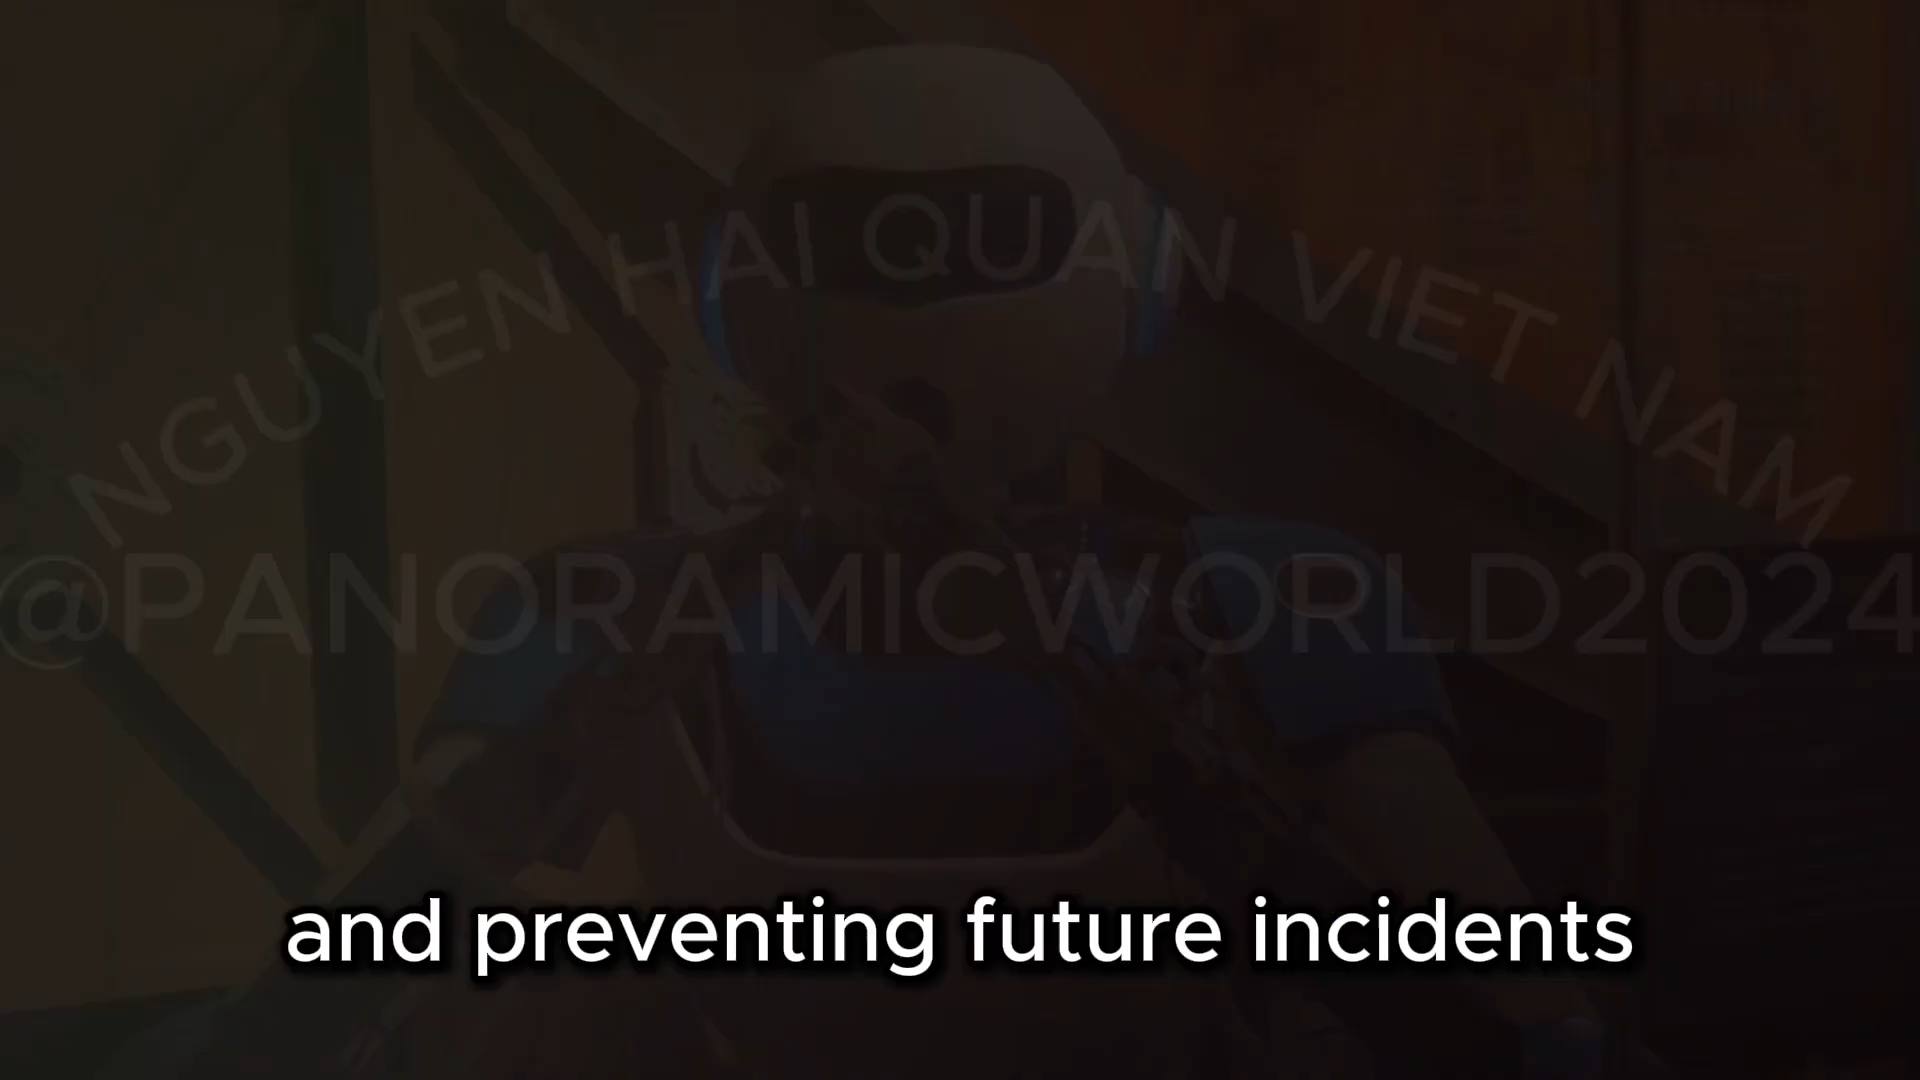 NGUYEN HAI QUAN VIET NAM
@PANORAMICWORLD2024
and preventing future incidents